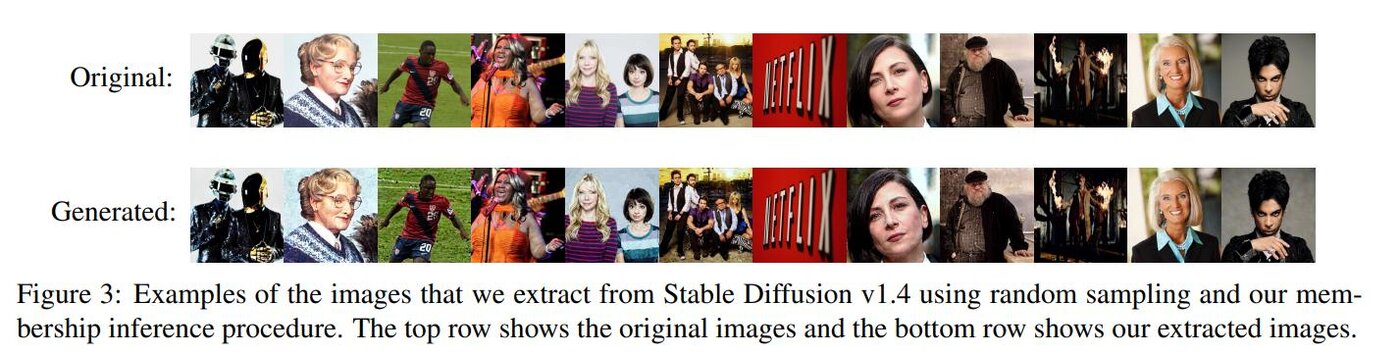 Original:
NETFLIX
20
Generated:
NETFLIX
20
Figure 3: Examples of the images that we extract from Stable Diffusion v1.4 using random sampling and our mem-
bership inference procedure. The top row shows the original images and the bottom row shows our extracted images.